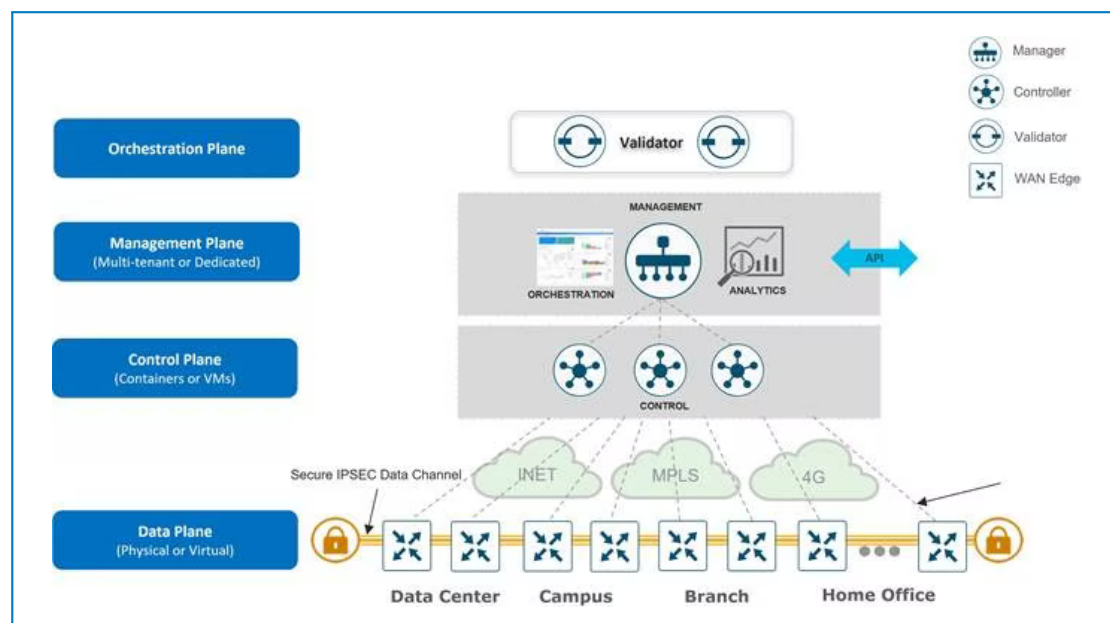 Manager
Controller
Validator
WAN Edge
Orchestration Plane
Validator
Management Plane
(Multi-tenant or Dedicated)
MANAGEMENT
ORCHESTRATION
ANALYTICS
API
Control Plane
(Containers or VMs)
CONTROL
INET
MPLS
4G
Secure IPSEC Data Channel
Data Plane
(Physical or Virtual)
Data Center
Campus
Branch
Home Office